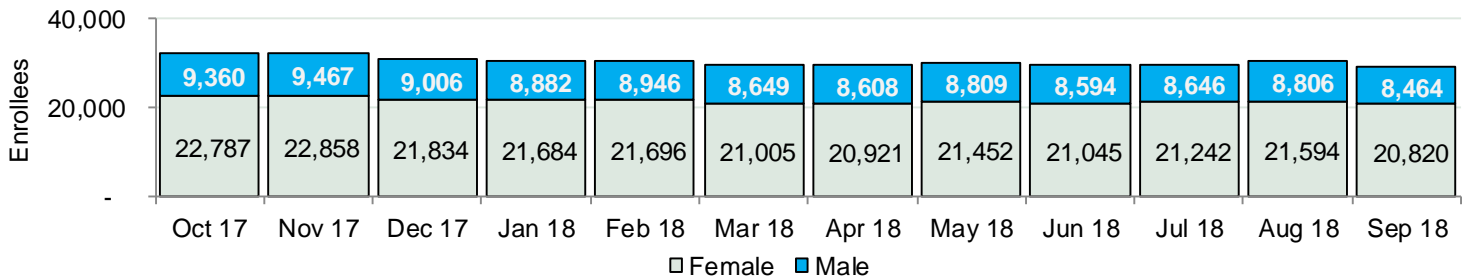 40,000
20,000
-
Enrollees
9,360 9,467 9,006 8,882 8,946 8,649 8,608 8,809 8,594 8,646 8,806 8,464
22,787 22,858 21,834 21,684 21,696 21,005 20,921 21,452 21,045 21,242 21,594 20,820
Oct 17 Nov 17 Dec 17 Jan 18 Feb 18 Mar 18 Apr 18 May 18 Jun 18 Jul 18 Aug 18 Sep 18
Female Male